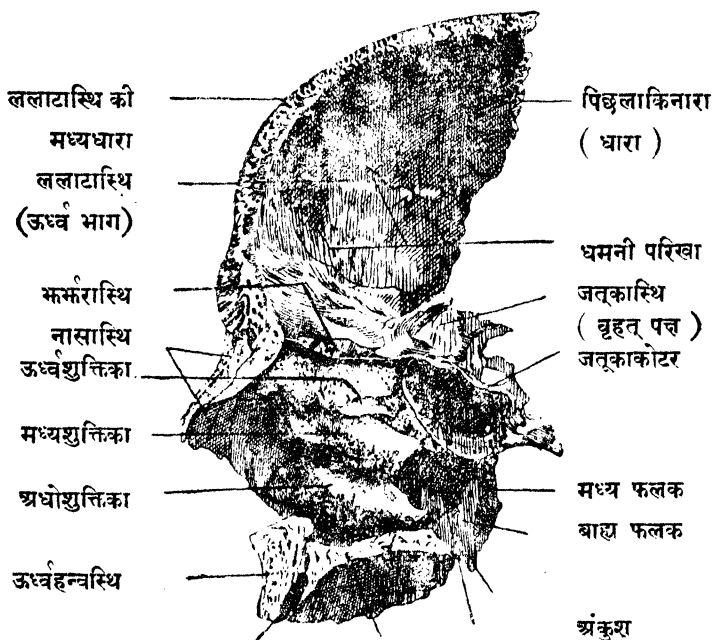 ललाटास्थि की
मध्यधारा
ललाटास्थि
(ऊर्ध्व भाग)
झर्झरास्थि
नासास्थि
ऊर्ध्वशुक्तिका
मध्यशुक्तिका
अधोशुक्तिका
ऊर्ध्वहन्वस्थि
पिछलाकिनारा
( धारा )
धमनी परिखा
जतूकास्थि
( वृहत् पक्ष )
जतूकाकोटर
मध्य फलक
बाह्य फलक
अंकुश